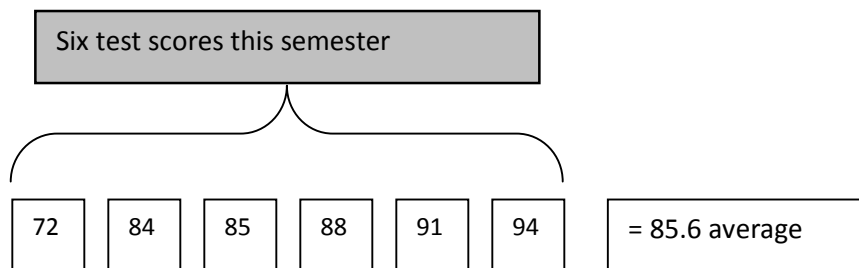 Six test scores this semester
72 84 85 88 91 94 = 85.6 average